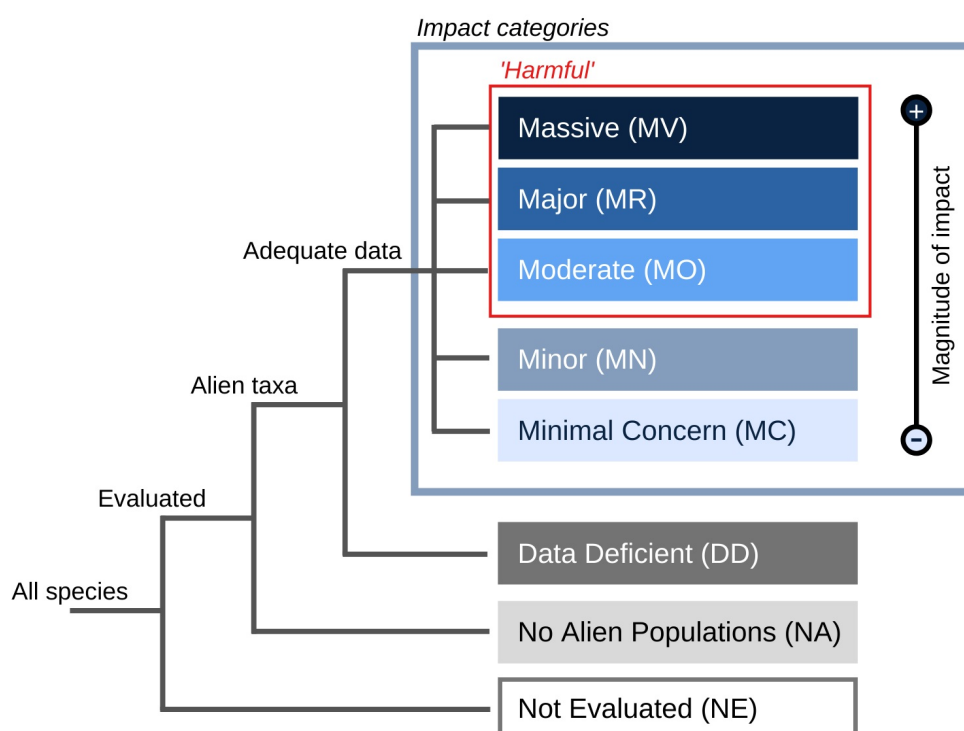 Impact categories
'Harmful'
Massive (MV)
Major (MR)
Moderate (MO)
Minor (MN)
Minimal Concern (MC)
+
Magnitude of impact
-
Adequate data
Alien taxa
Evaluated
All species
Data Deficient (DD)
No Alien Populations (NA)
Not Evaluated (NE)